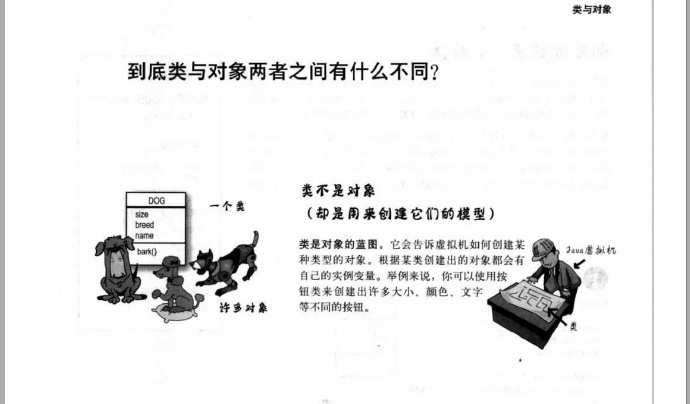 类与对象
到底类与对象两者之间有什么不同?
DOG
size
breed
name
bark()
一个类
许多对象
类不是对象
(却是用来创建它们的模型)
类是对象的蓝图。它会告诉虚拟机如何创建某
种类型的对象。根据某类创建出的对象都会有
自己的实例变量。举例来说,你可以使用按
钮类来创建出许多大小、颜色、文字
等不同的按钮。
Java虚拟机
类